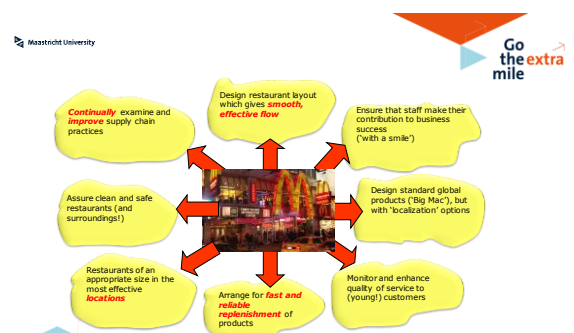 Maastricht University
Go
the extra
mile
Design restaurant layout
which gives smooth,
effective flow
Continually examine and
improve supply chain
practices
Ensure that staff make their
contribution to business
success
('with a smile')
Assure clean and safe
restaurants (and
surroundings!)
Design standard global
products ('Big Mac'), but
with 'localization' options
Restaurants of an
appropriate size in the
most effective
locations
Arrange for fast and
reliable
replenishment of
products
Monitor and enhance
quality of service to
(young!) customers